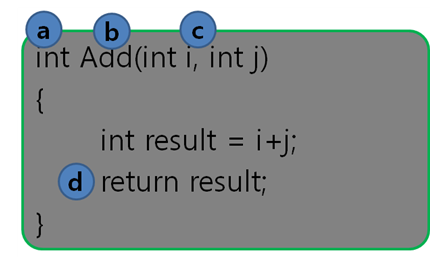 a b c
int Add(int i, int j)
{
int result = i+j;
d return result;
}